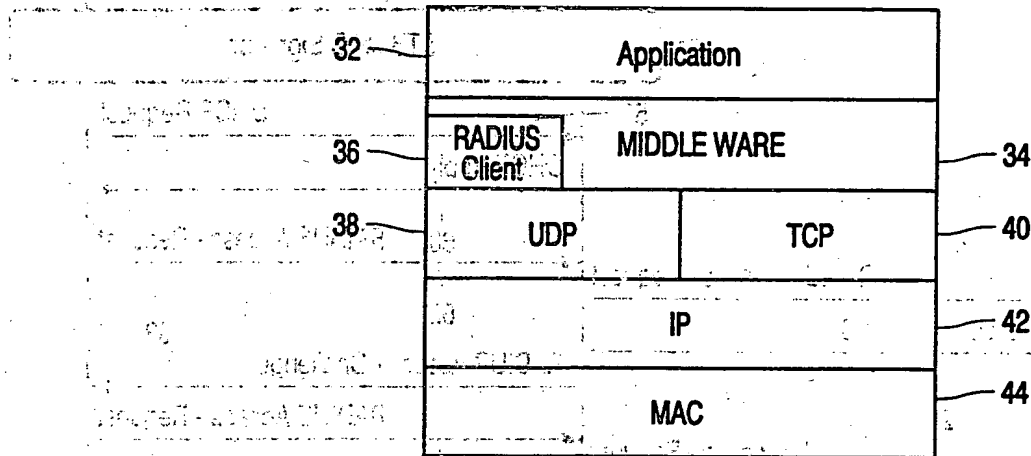 32
Application
36
RADIUS
Client
MIDDLE WARE
34
38
UDP
TCP
40
IP
42
MAC
44